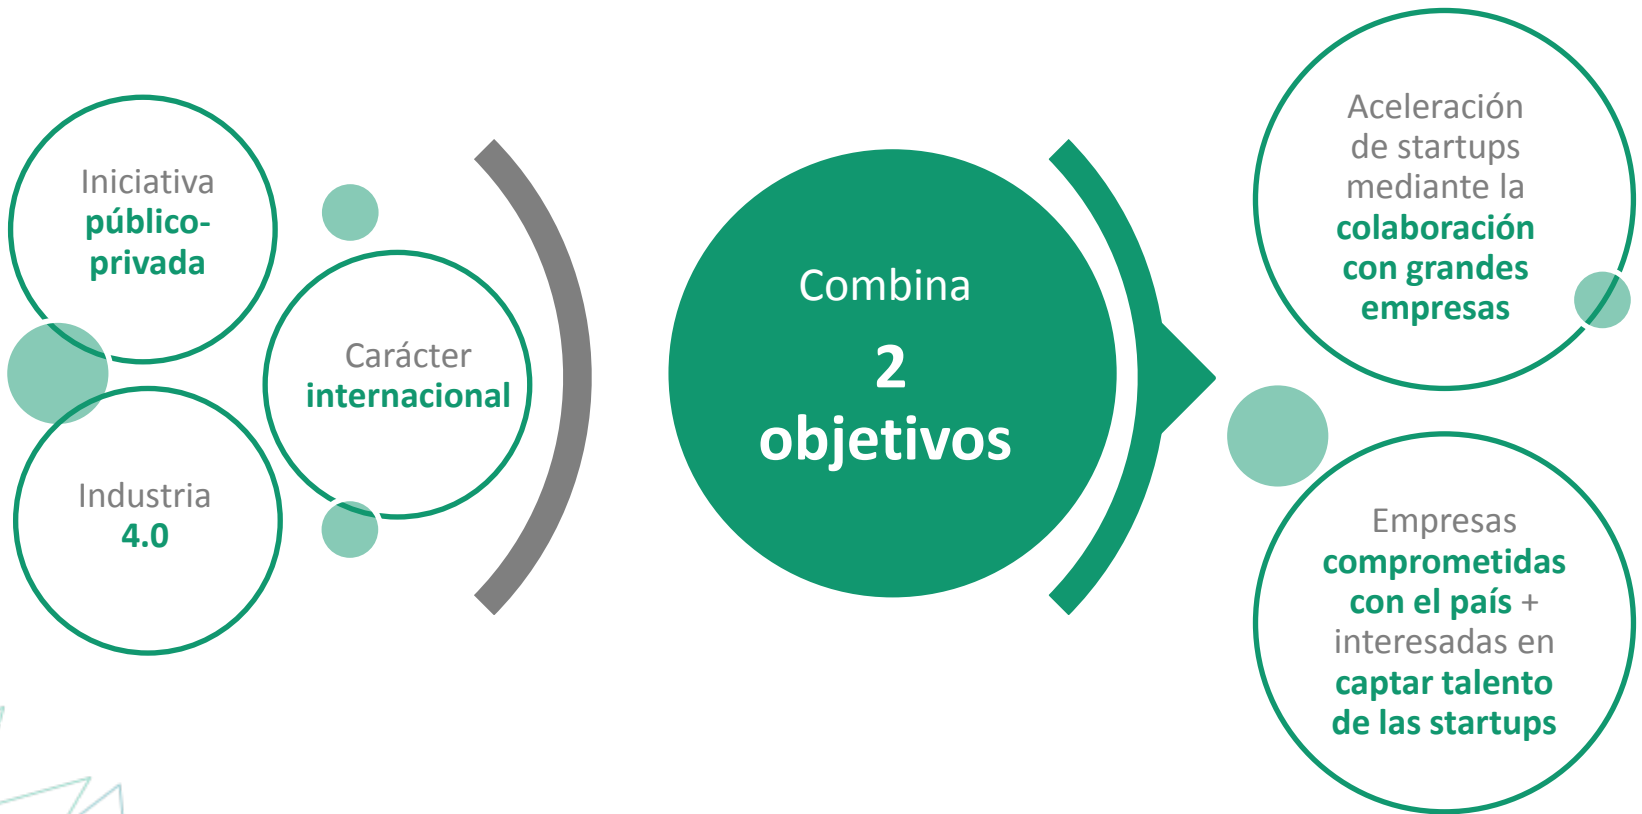 Iniciativa
público-
privada
Carácter
internacional
Industria
4.0
Combina
2
objetivos
Aceleración
de startups
mediante la
colaboración
con grandes
empresas
Empresas
comprometidas
con el país +
interesadas en
captar talento
de las startups